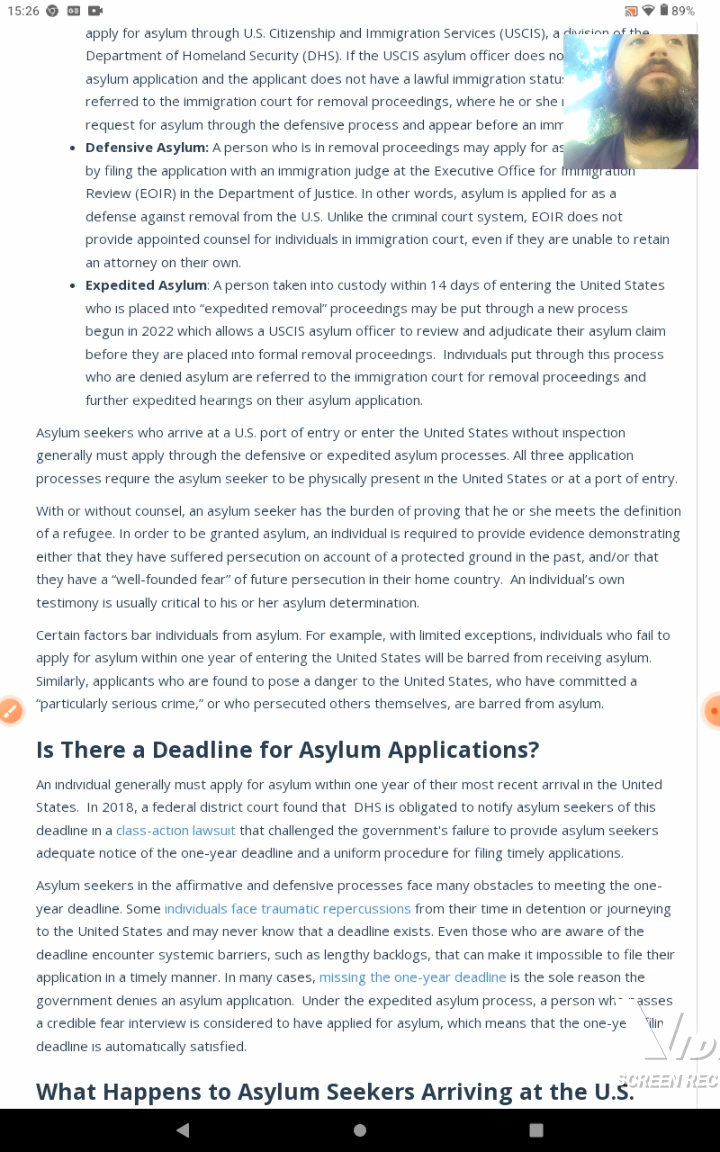 15:26
89%
apply for asylum through U.S. Citizenship and Immigration Services (USCIS), a division of the
Department of Homeland Security (DHS). If the USCIS asylum officer does no
asylum application and the applicant does not have a lawful immigration status
referred to the immigration court for removal proceedings, where he or she
request for asylum through the defensive process and appear before an imm
• Defensive Asylum: A person who is in removal proceedings may apply for as
by filing the application with an immigration judge at the Executive Office for Immigration
Review (EOIR) in the Department of Justice. In other words, asylum is applied for as a
defense against removal from the U.S. Unlike the criminal court system, EOIR does not
provide appointed counsel for individuals in immigration court, even if they are unable to retain
an attorney on their own.
• Expedited Asylum: A person taken into custody within 14 days of entering the United States
who is placed into “expedited removal” proceedings may be put through a new process
begun in 2022 which allows a USCIS asylum officer to review and adjudicate their asylum claim
before they are placed into formal removal proceedings. Individuals put through this process
who are denied asylum are referred to the immigration court for removal proceedings and
further expedited hearings on their asylum application.
Asylum seekers who arrive at a U.S. port of entry or enter the United States without inspection
generally must apply through the defensive or expedited asylum processes. All three application
processes require the asylum seeker to be physically present in the United States or at a port of entry.
With or without counsel, an asylum seeker has the burden of proving that he or she meets the definition
of a refugee. In order to be granted asylum, an individual is required to provide evidence demonstrating
either that they have suffered persecution on account of a protected ground in the past, and/or that
they have a “well-founded fear” of future persecution in their home country. An individual’s own
testimony is usually critical to his or her asylum determination.
Certain factors bar individuals from asylum. For example, with limited exceptions, individuals who fail to
apply for asylum within one year of entering the United States will be barred from receiving asylum.
Similarly, applicants who are found to pose a danger to the United States, who have committed a
“particularly serious crime,” or who persecuted others themselves, are barred from asylum.
Is There a Deadline for Asylum Applications?
An individual generally must apply for asylum within one year of their most recent arrival in the United
States. In 2018, a federal district court found that DHS is obligated to notify asylum seekers of this
deadline in a class-action lawsuit that challenged the government's failure to provide asylum seekers
adequate notice of the one-year deadline and a uniform procedure for filing timely applications.
Asylum seekers in the affirmative and defensive processes face many obstacles to meeting the one-
year deadline. Some individuals face traumatic repercussions from their time in detention or journeying
to the United States and may never know that a deadline exists. Even those who are aware of the
deadline encounter systemic barriers, such as lengthy backlogs, that can make it impossible to file their
application in a timely manner. In many cases, missing the one-year deadline is the sole reason the
government denies an asylum application. Under the expedited asylum process, a person who passes
a credible fear interview is considered to have applied for asylum, which means that the one-ye filin
deadline is automatically satisfied.
SCREEN REC
What Happens to Asylum Seekers Arriving at the U.S.